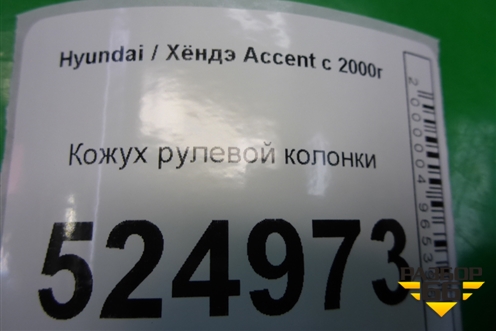 Hyundai / Хёндэ Accent с 2000г
Кожух рулевой колонки
524973